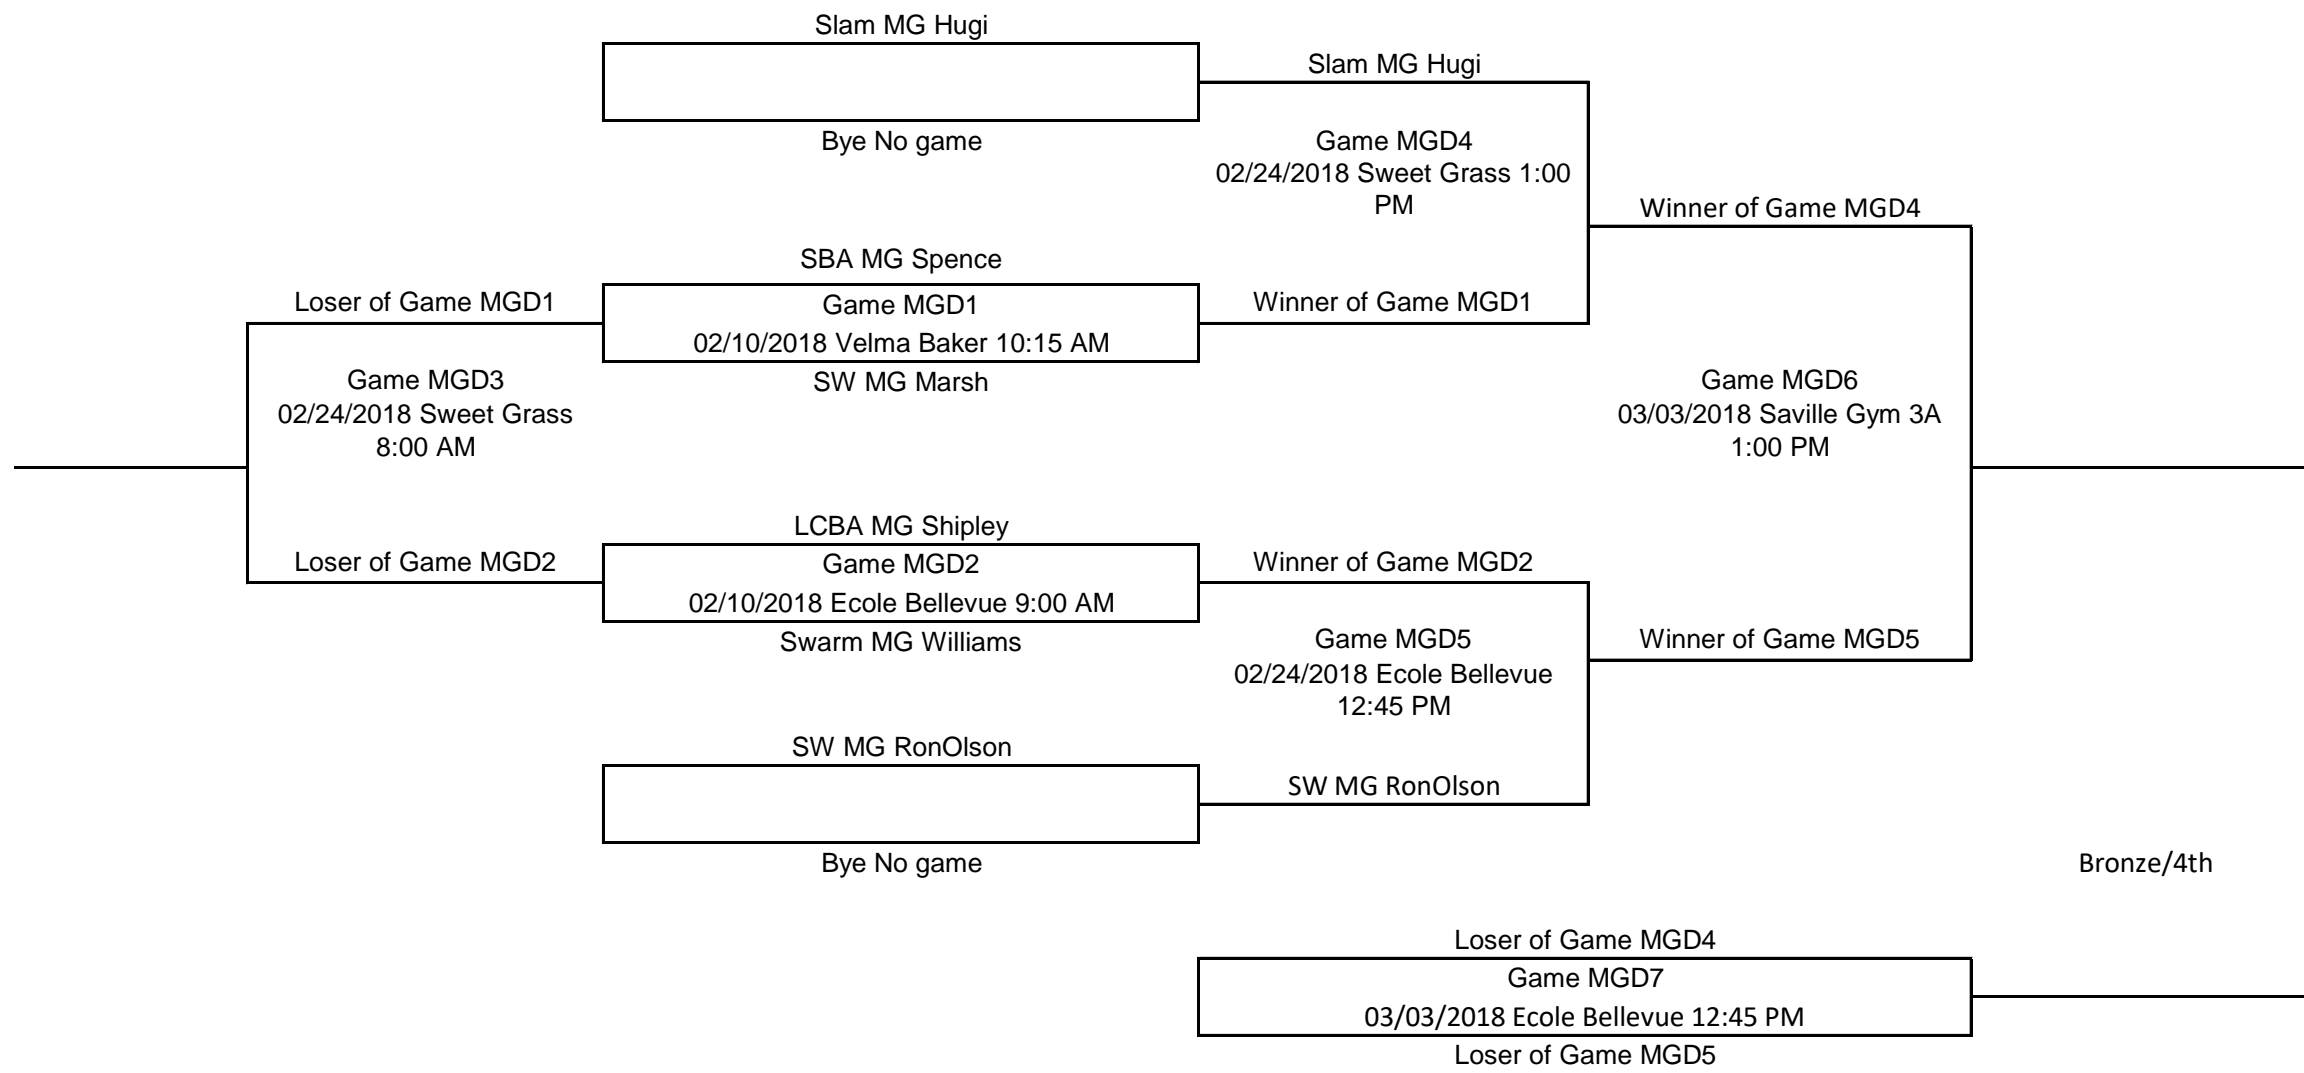 Slam MG Hugi
Slam MG Hugi
Bye No game
Game MGD4
02/24/2018 Sweet Grass 1:00
PM
Winner of Game MGD4
SBA MG Spence
Loser of Game MGD1
Game MGD1
Winner of Game MGD1
02/10/2018 Velma Baker 10:15 AM
SW MG Marsh
Game MGD3
02/24/2018 Sweet Grass
8:00 AM
Game MGD6
03/03/2018 Saville Gym 3A
1:00 PM
LCBA MG Shipley
Loser of Game MGD2
Game MGD2
Winner of Game MGD2
02/10/2018 Ecole Bellevue 9:00 AM
Swarm MG Williams
Game MGD5
02/24/2018 Ecole Bellevue
12:45 PM
Winner of Game MGD5
SW MG RonOlson
SW MG RonOlson
Bye No game
Bronze/4th
Loser of Game MGD4
Game MGD7
03/03/2018 Ecole Bellevue 12:45 PM
Loser of Game MGD5